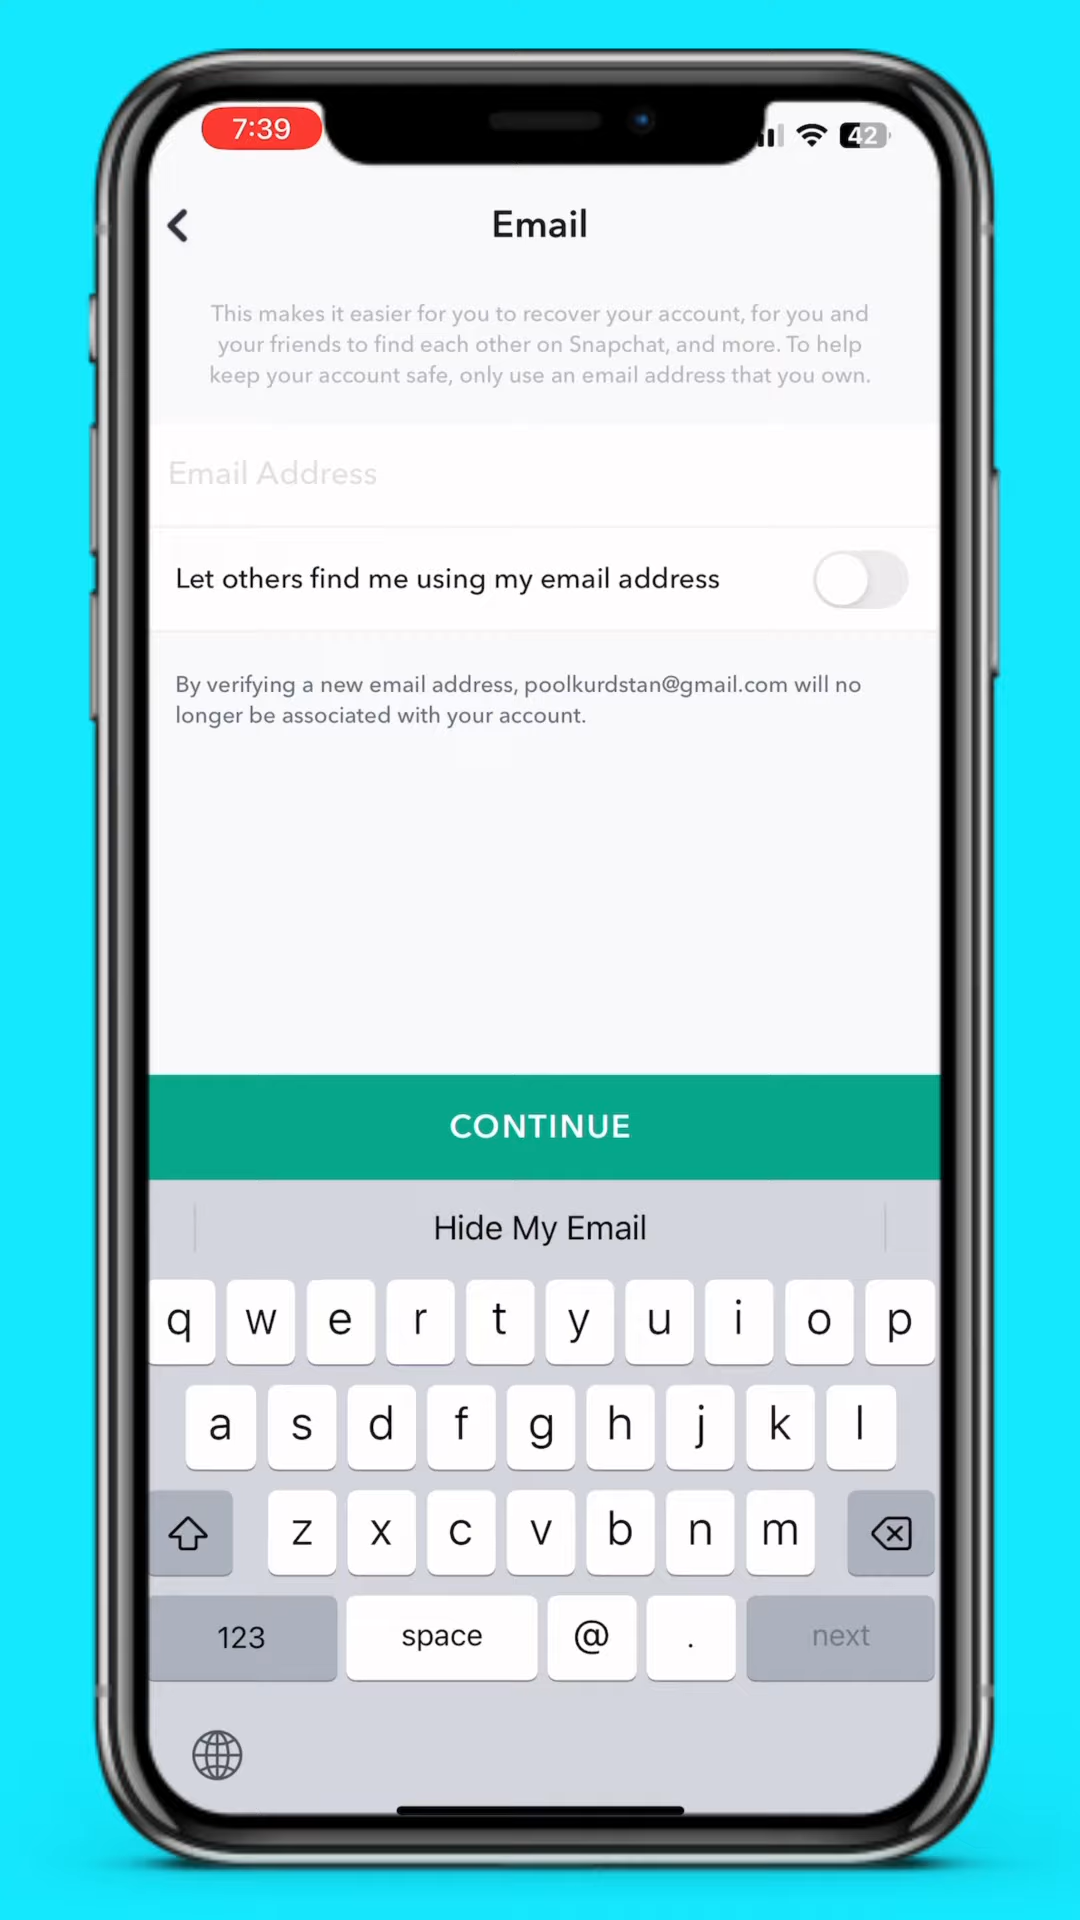 7:39
42
Email
This makes it easier for you to recover your account, for you and
your friends to find each other on Snapchat, and more. To help
keep your account safe, only use an email address that you own.
Email Address
Let others find me using my email address
By verifying a new email address, poolkurdstan@gmail.com will no
longer be associated with your account.
CONTINUE
Hide My Email
q w e r t y u i o p
a s d f g h j k l
z x c v b n m
123 space @ . next